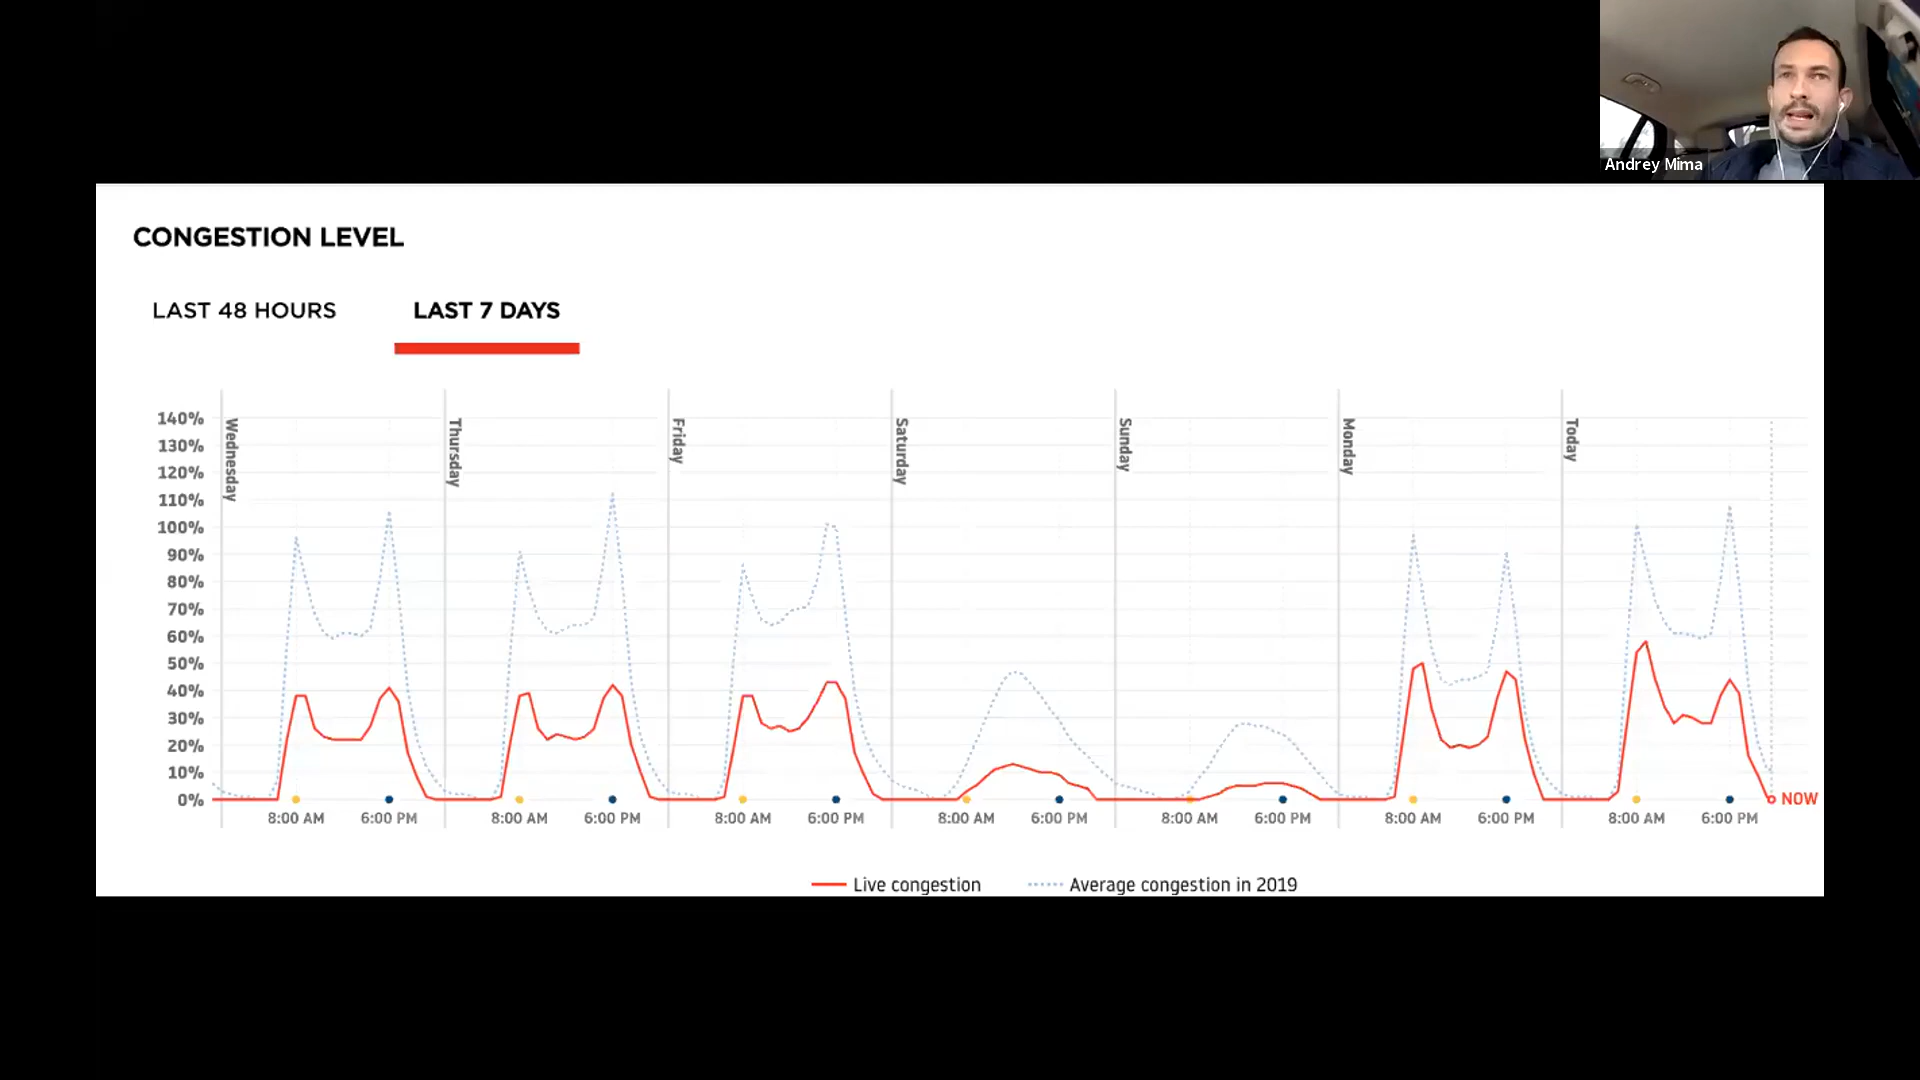 Andrey Mima
CONGESTION LEVEL
LAST 48 HOURS
LAST 7 DAYS
140%
130%
120%
110%
100%
90%
80%
70%
60%
50%
40%
30%
20%
10%
0%
Wednesday
Thursday
Friday
Saturday
Sunday
Monday
Today
NOW
8:00 AM 6:00 PM 8:00 AM 6:00 PM 8:00 AM 6:00 PM 8:00 AM 6:00 PM 8:00 AM 6:00 PM 8:00 AM 6:00 PM 8:00 AM 6:00 PM
Live congestion Average congestion in 2019